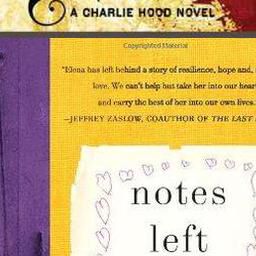 & A CHARLIE HOOD NOVEL
Copyrighted Material
"Elena has left behind a story of resilience, hope and,
love. We can't help but take her into our hear
and carry the best of her into our own lives.
—JEFFREY ZASLOW, COAUTHOR OF THE LAST
notes
left